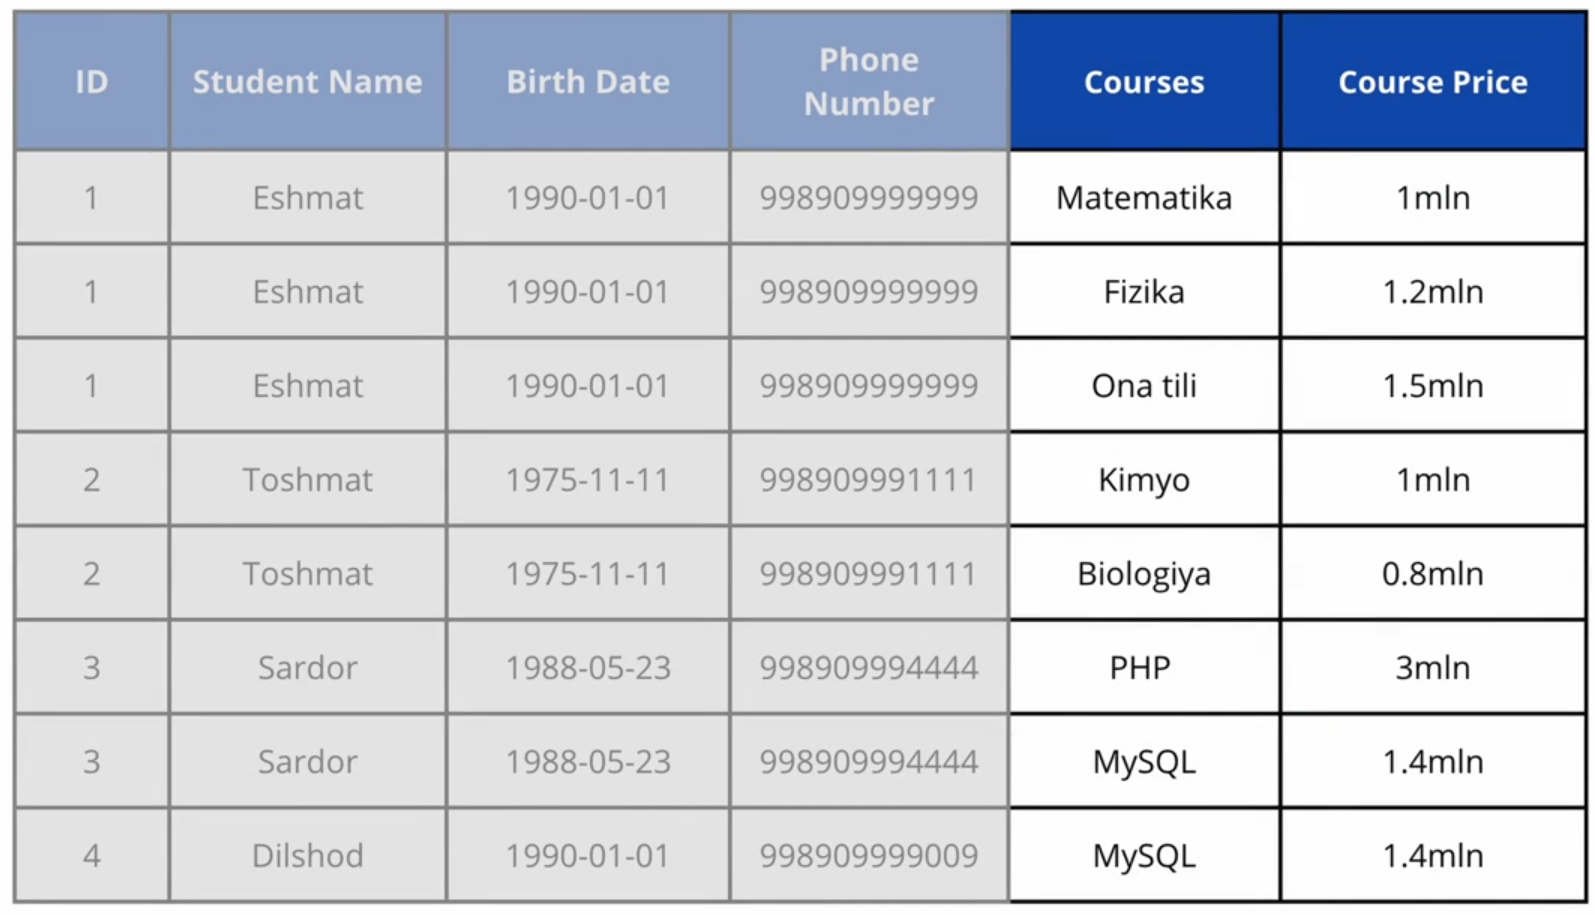 ID Student Name Birth Date Phone Number Courses Course Price
1 Eshmat 1990-01-01 998909999999 Matematika 1mln
1 Eshmat 1990-01-01 998909999999 Fizika 1.2mln
1 Eshmat 1990-01-01 998909999999 Ona tili 1.5mln
2 Toshmat 1975-11-11 998909991111 Kimyo 1mln
2 Toshmat 1975-11-11 998909991111 Biologiya 0.8mln
3 Sardor 1988-05-23 998909994444 PHP 3mln
3 Sardor 1988-05-23 998909994444 MySQL 1.4mln
4 Dilshod 1990-01-01 998909999009 MySQL 1.4mln